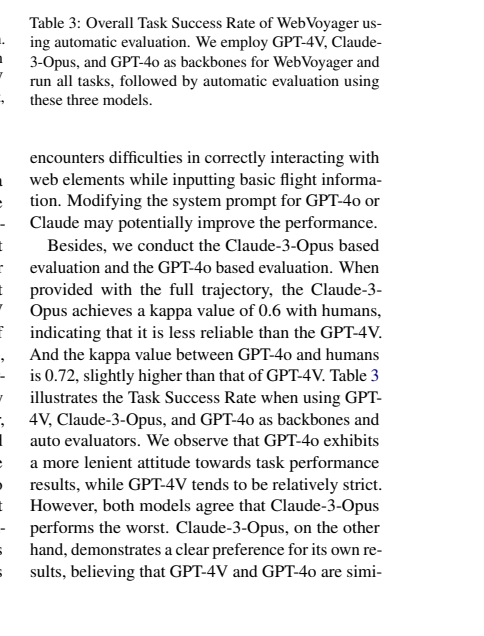 Table 3: Overall Task Success Rate of WebVoyager us-
ing automatic evaluation. We employ GPT-4V, Claude-
3-Opus, and GPT-4o as backbones for WebVoyager and
run all tasks, followed by automatic evaluation using
these three models.
encounters difficulties in correctly interacting with
web elements while inputting basic flight informa-
tion. Modifying the system prompt for GPT-4o or
Claude may potentially improve the performance.
Besides, we conduct the Claude-3-Opus based
evaluation and the GPT-4o based evaluation. When
provided with the full trajectory, the Claude-3-
Opus achieves a kappa value of 0.6 with humans,
indicating that it is less reliable than the GPT-4V.
And the kappa value between GPT-4o and humans
is 0.72, slightly higher than that of GPT-4V. Table 3
illustrates the Task Success Rate when using GPT-
4V, Claude-3-Opus, and GPT-4o as backbones and
auto evaluators. We observe that GPT-4o exhibits
a more lenient attitude towards task performance
results, while GPT-4V tends to be relatively strict.
However, both models agree that Claude-3-Opus
performs the worst. Claude-3-Opus, on the other
hand, demonstrates a clear preference for its own re-
sults, believing that GPT-4V and GPT-4o are simi-